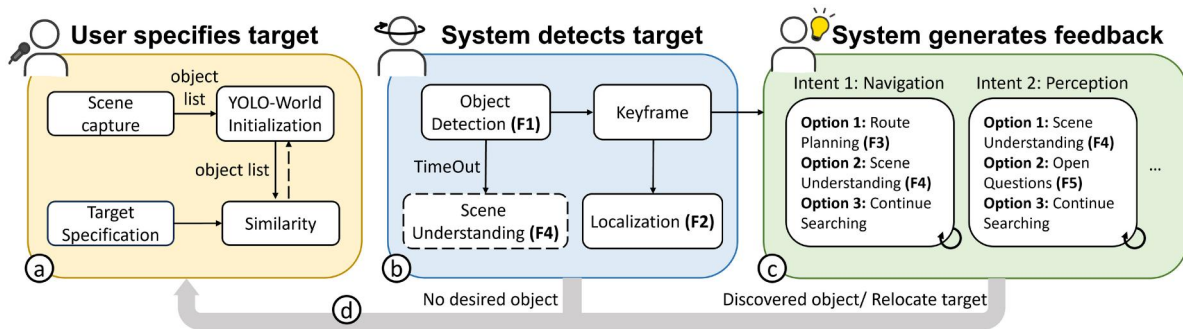 User specifies target
object
list
Scene
capture
YOLO-World
Initialization
object list
Target
Specification
Similarity
a
System detects target
Object
Detection (F1)
Keyframe
TimeOut
Scene
Understanding (F4)
Localization (F2)
b
System generates feedback
Intent 1: Navigation
Option 1: Route
Planning (F3)
Option 2: Scene
Understanding (F4)
Option 3: Continue
Searching
Intent 2: Perception
Option 1: Scene
Understanding (F4)
Option 2: Open
Questions (F5)
Option 3: Continue
Searching
...
c
d
No desired object
Discovered object/ Relocate target